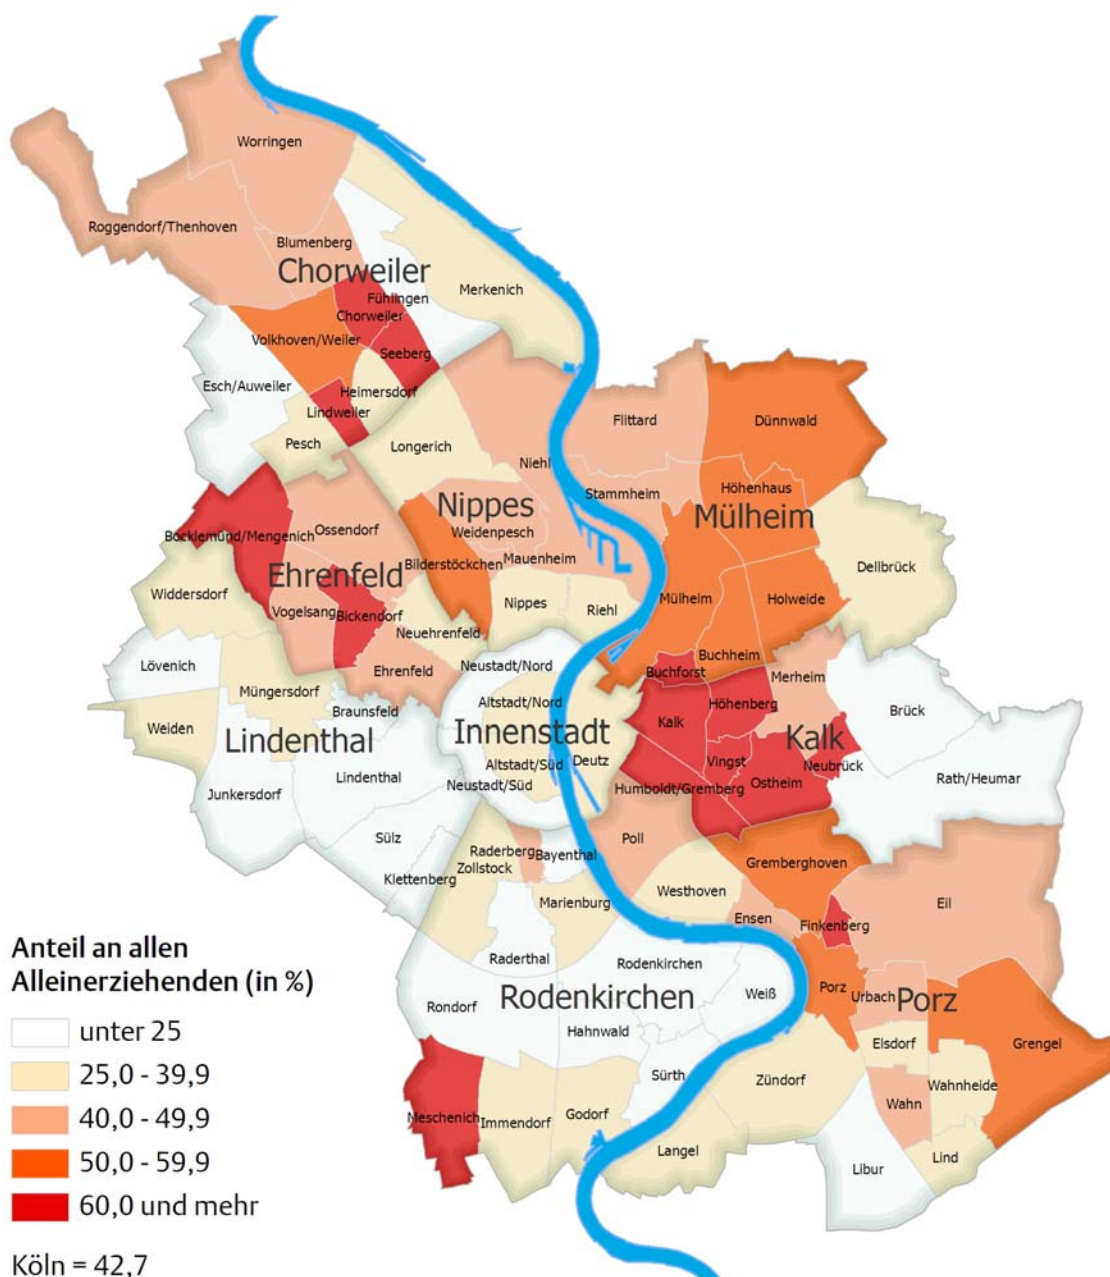 Worringen
Roggendorf/Thenhoven
Blumenberg
Chorweiler
Fühlingen
Merkenich
Chorweiler
Volkhoven/Weiler
Seeberg
Esch/Auweiler
Heimersdorf
Lindweiler
Pesch
Longerich
Flittard
Dünnwald
Niehl
Höhenhaus
Stammheim
Nippes
Mülheim
Ossendorf
Weidenpesch
Bocklemünd/Mengenich
Mauenheim
Bilderstöckchen
Dellbrück
Ehrenfeld
Widdersdorf
Mülheim
Holweide
Nippes
Riehl
Vogelsang
Bickendorf
Neuehrenfeld
Buchheim
Lövenich
Neustadt/Nord
Ehrenfeld
Buchforst
Merheim
Müngersdorf
Altstadt/Nord
Höhenberg
Braunsfeld
Brück
Kalk
Weiden
Innenstadt
Lindenthal
Kalk
Deutz
Vingst
Altstadt/Süd
Neubrück
Lindenthal
Rath/Heumar
Neustadt/Süd
Humboldt/Gremberg
Ostheim
Junkersdorf
Sülz
Poll
Raderberg
Bayenthal
Zollstock
Gremberghoven
Klettenberg
Westhoven
Marienburg
Eil
Ensen
Finkenberg
Anteil an allen
Alleinerziehenden (in %)
Raderthal
Rodenkirchen
Porz
Weiß
Rodenkirchen
Urbach
Porz
Rondorf
unter 25
Hahnwald
Elsdorf
Grengel
25,0 - 39,9
Sürth
Zündorf
Wahnheide
40,0 - 49,9
Meschenich
Immendorf
Godorf
Wahn
50,0 - 59,9
Langel
Lind
Libur
60,0 und mehr
Köln = 42,7